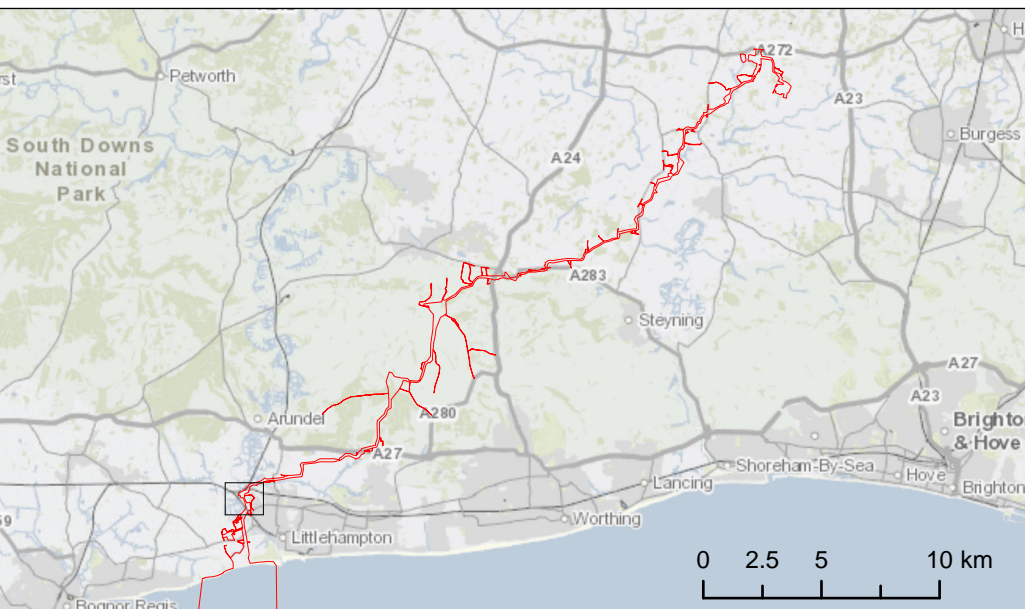 A272
Petworth
A23
Burgess
South Downs
National
Park
A24
A283
Steyning
A27
A23
A280
Arundel
Brighto
& Hove
A27
Shoreham-By-Sea
Hove
Lancing
Brighton
Worthing
Littlehampton
0 2.5 5 10 km
Bognor Regis